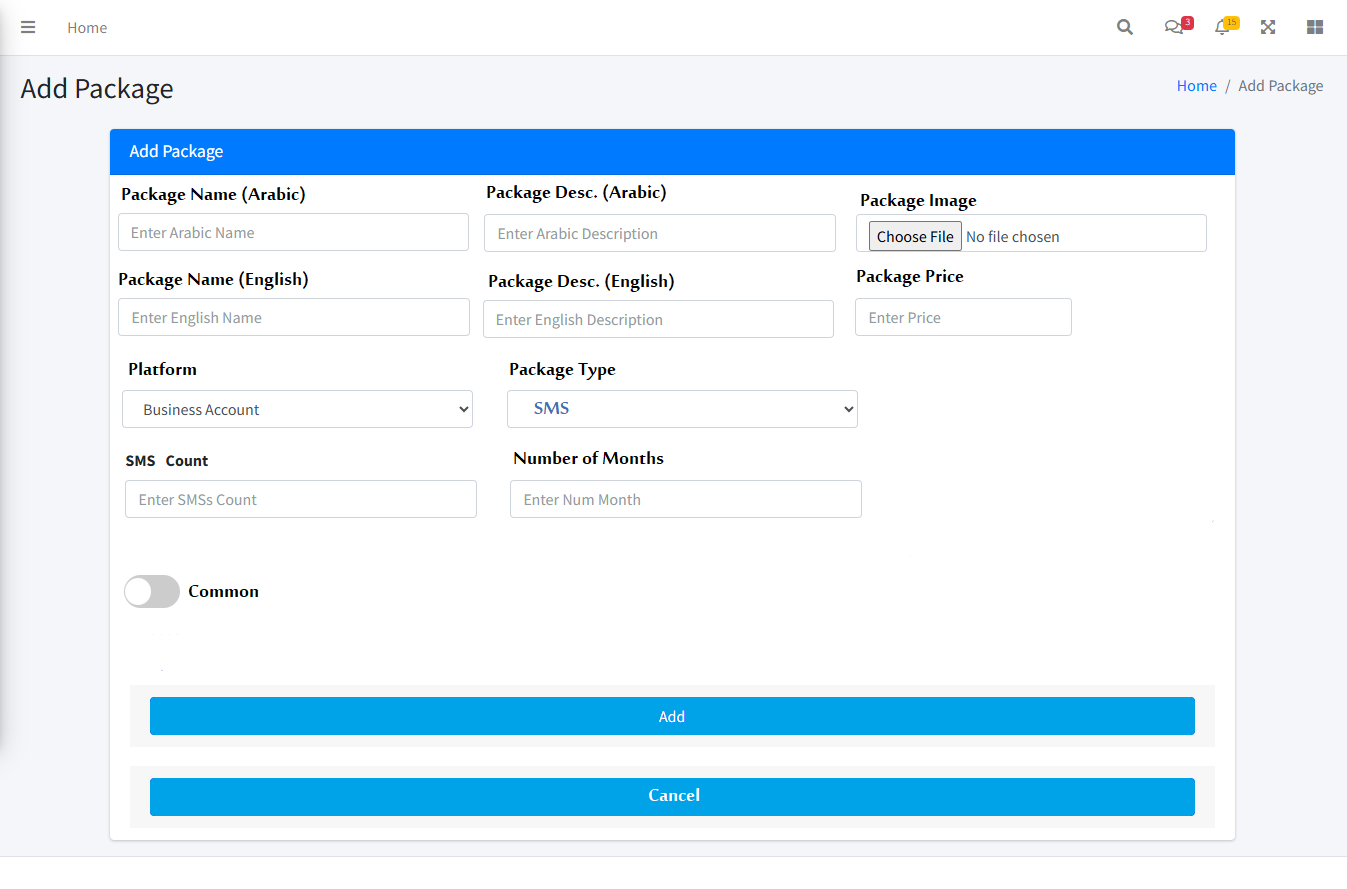 Home
3
15
Add Package
Home / Add Package
Add Package
Package Name (Arabic)
Package Desc. (Arabic)
Package Image
Enter Arabic Name
Enter Arabic Description
Choose File No file chosen
Package Name (English)
Package Desc. (English)
Package Price
Enter English Name
Enter English Description
Enter Price
Platform
Package Type
Business Account
SMS
SMS Count
Number of Months
Enter SMSs Count
Enter Num Month
Common
Add
Cancel